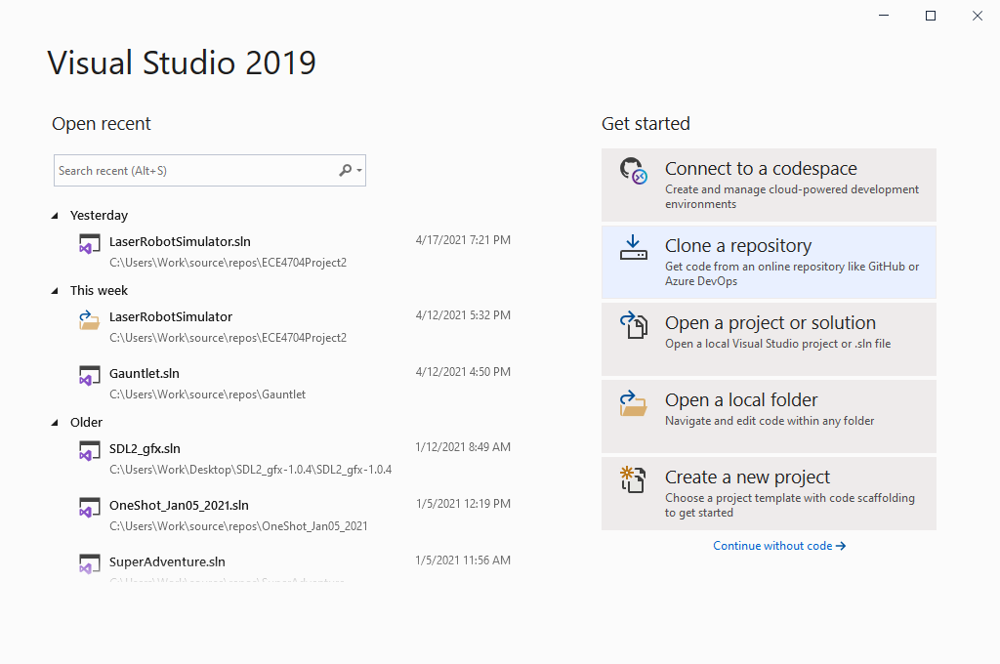 Visual Studio 2019
Open recent
Search recent (Alt+S)
Yesterday
LaserRobotSimulator.sln
4/17/2021 7:21 PM
C:\Users\Work\source\repos\ECE4704Project2
This week
LaserRobotSimulator
4/12/2021 5:32 PM
C:\Users\Work\source\repos\ECE4704Project2
Gauntlet.sln
4/12/2021 4:50 PM
C:\Users\Work\source\repos\Gauntlet
Older
SDL2_gfx.sln
1/12/2021 8:49 AM
C:\Users\Work\Desktop\SDL2_gfx-1.0.4\SDL2_gfx-1.0.4
OneShot_Jan05_2021.sln
1/5/2021 12:19 PM
C:\Users\Work\source\repos\OneShot_Jan05_2021
SuperAdventure.sln
1/5/2021 11:56 AM
C:\Users\Work\source\repos\SuperAdventure
Get started
Connect to a codespace
Create and manage cloud-powered development
environments
Clone a repository
Get code from an online repository like GitHub or
Azure DevOps
Open a project or solution
Open a local Visual Studio project or .sln file
Open a local folder
Navigate and edit code within any folder
Create a new project
Choose a project template with code scaffolding
to get started
Continue without code →